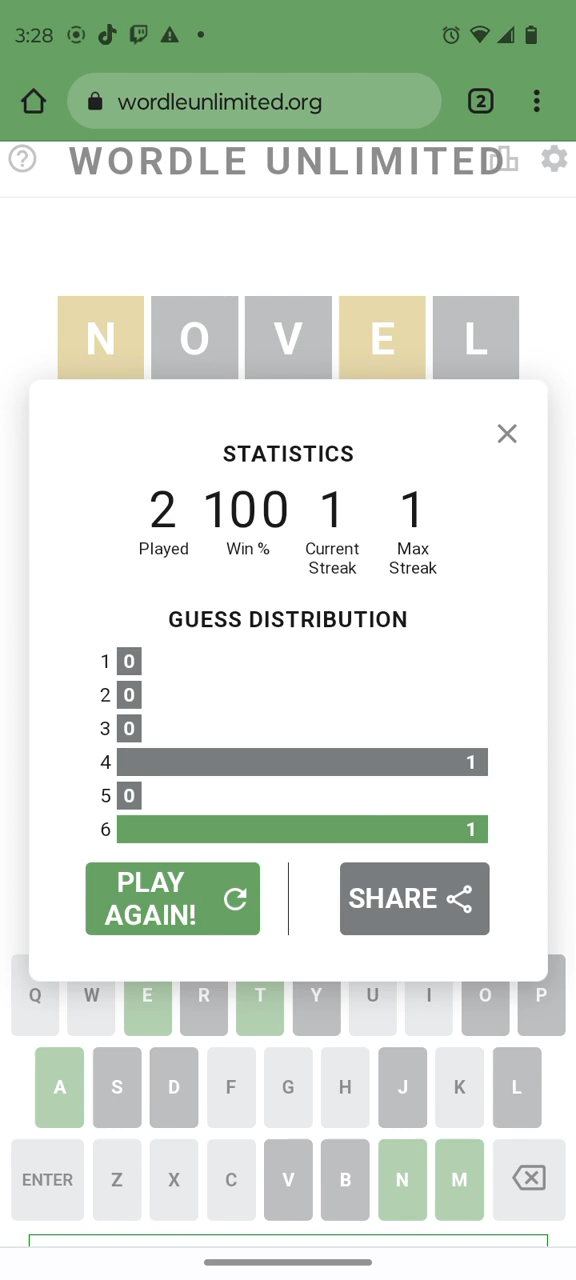 3:28
wordleunlimited.org
2
?
WORDLE UNLIMITED
N O V E L
STATISTICS
2 100 1 1
Played Win % Current Streak Max Streak
GUESS DISTRIBUTION
1 0
2 0
3 0
4 1
5 0
6 1
PLAY AGAIN!
SHARE
Q W E R T Y U I O P
A S D F G H J K L
ENTER Z X C V B N M